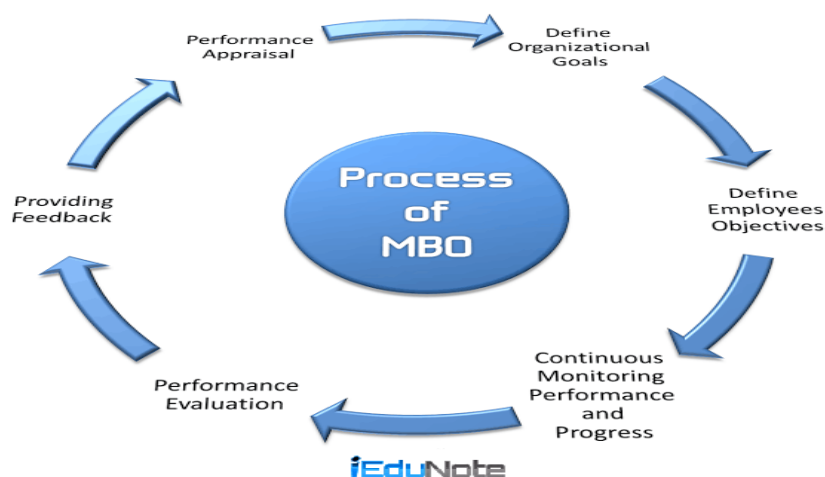 Performance
Appraisal
Define
Organizational
Goals
Process
of
MBO
Providing
Feedback
Define
Employees
Objectives
Continuous
Monitoring
Performance
and
Progress
Performance
Evaluation
iEduNote